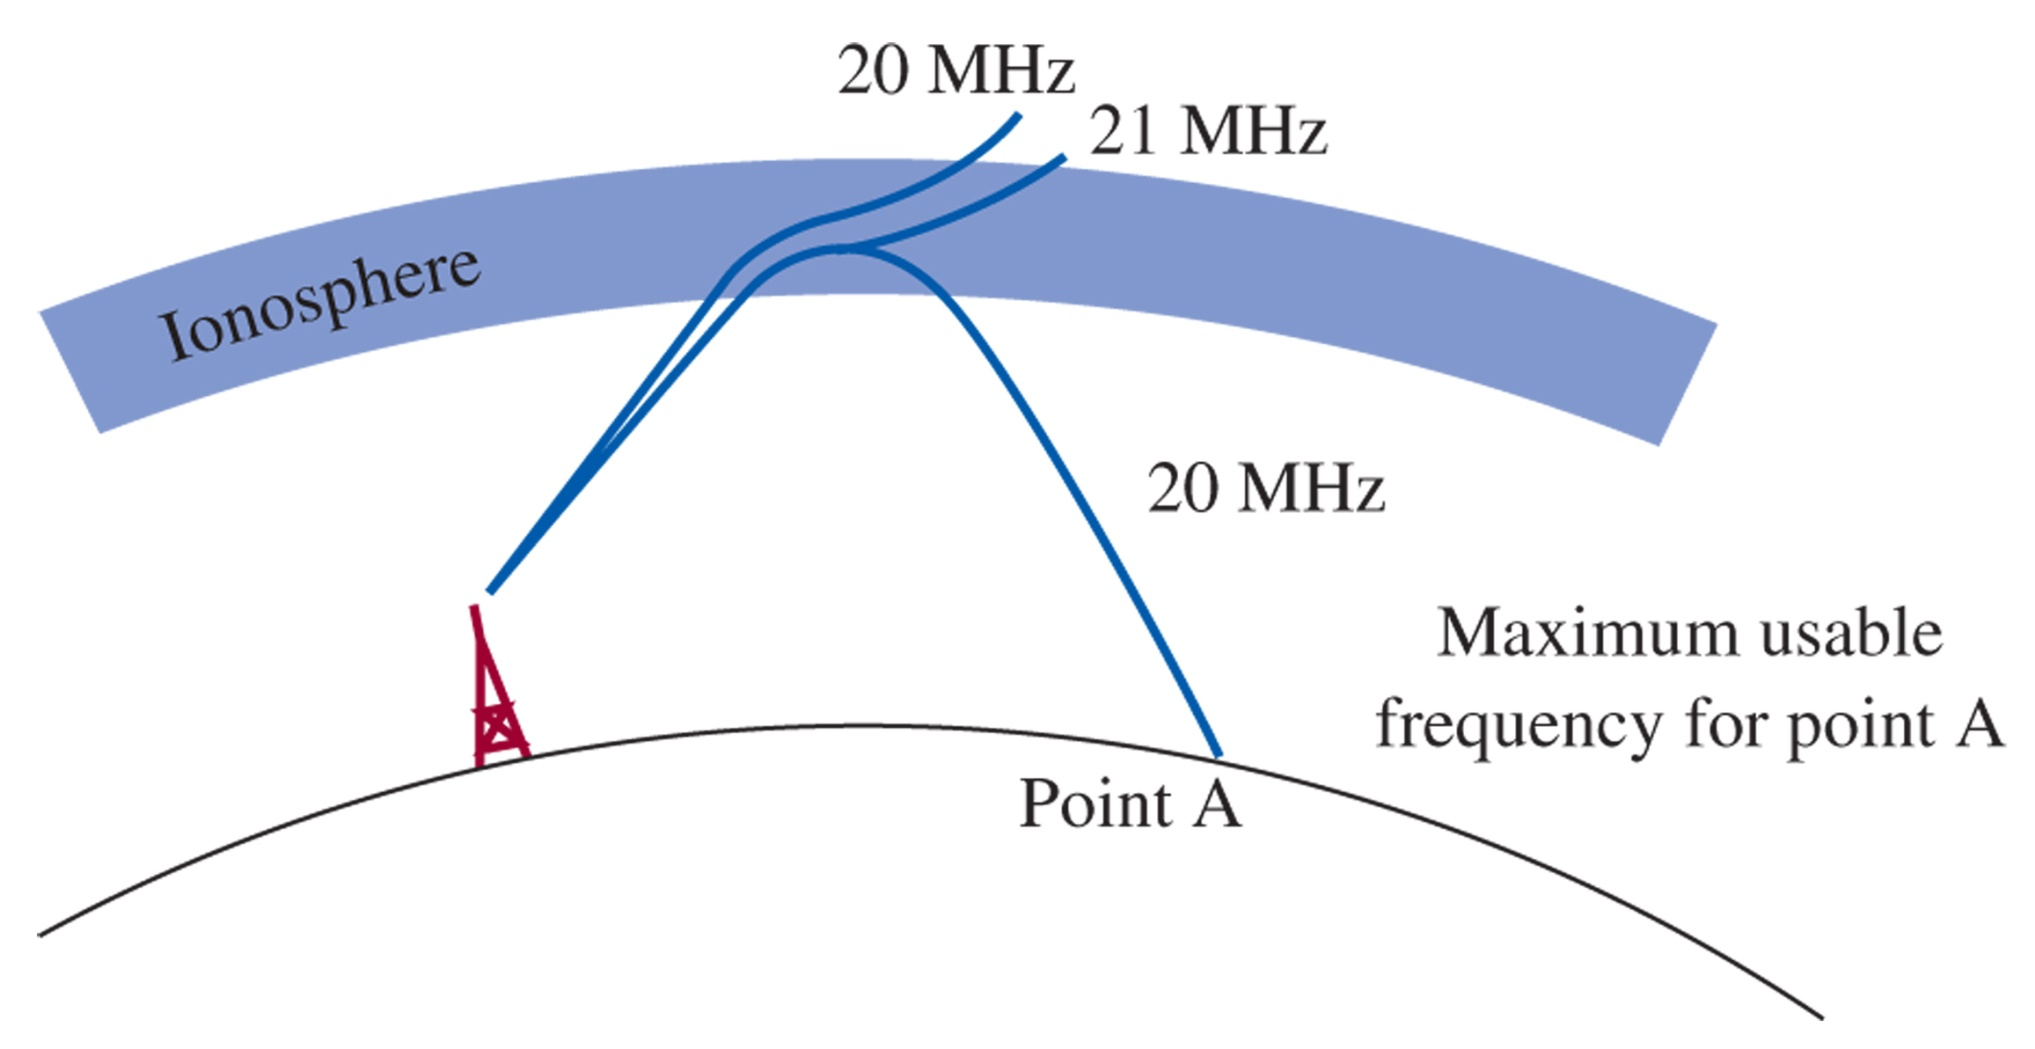 20 MHz
21 MHz
Ionosphere
20 MHz
Maximum usable
frequency for point A
Point A